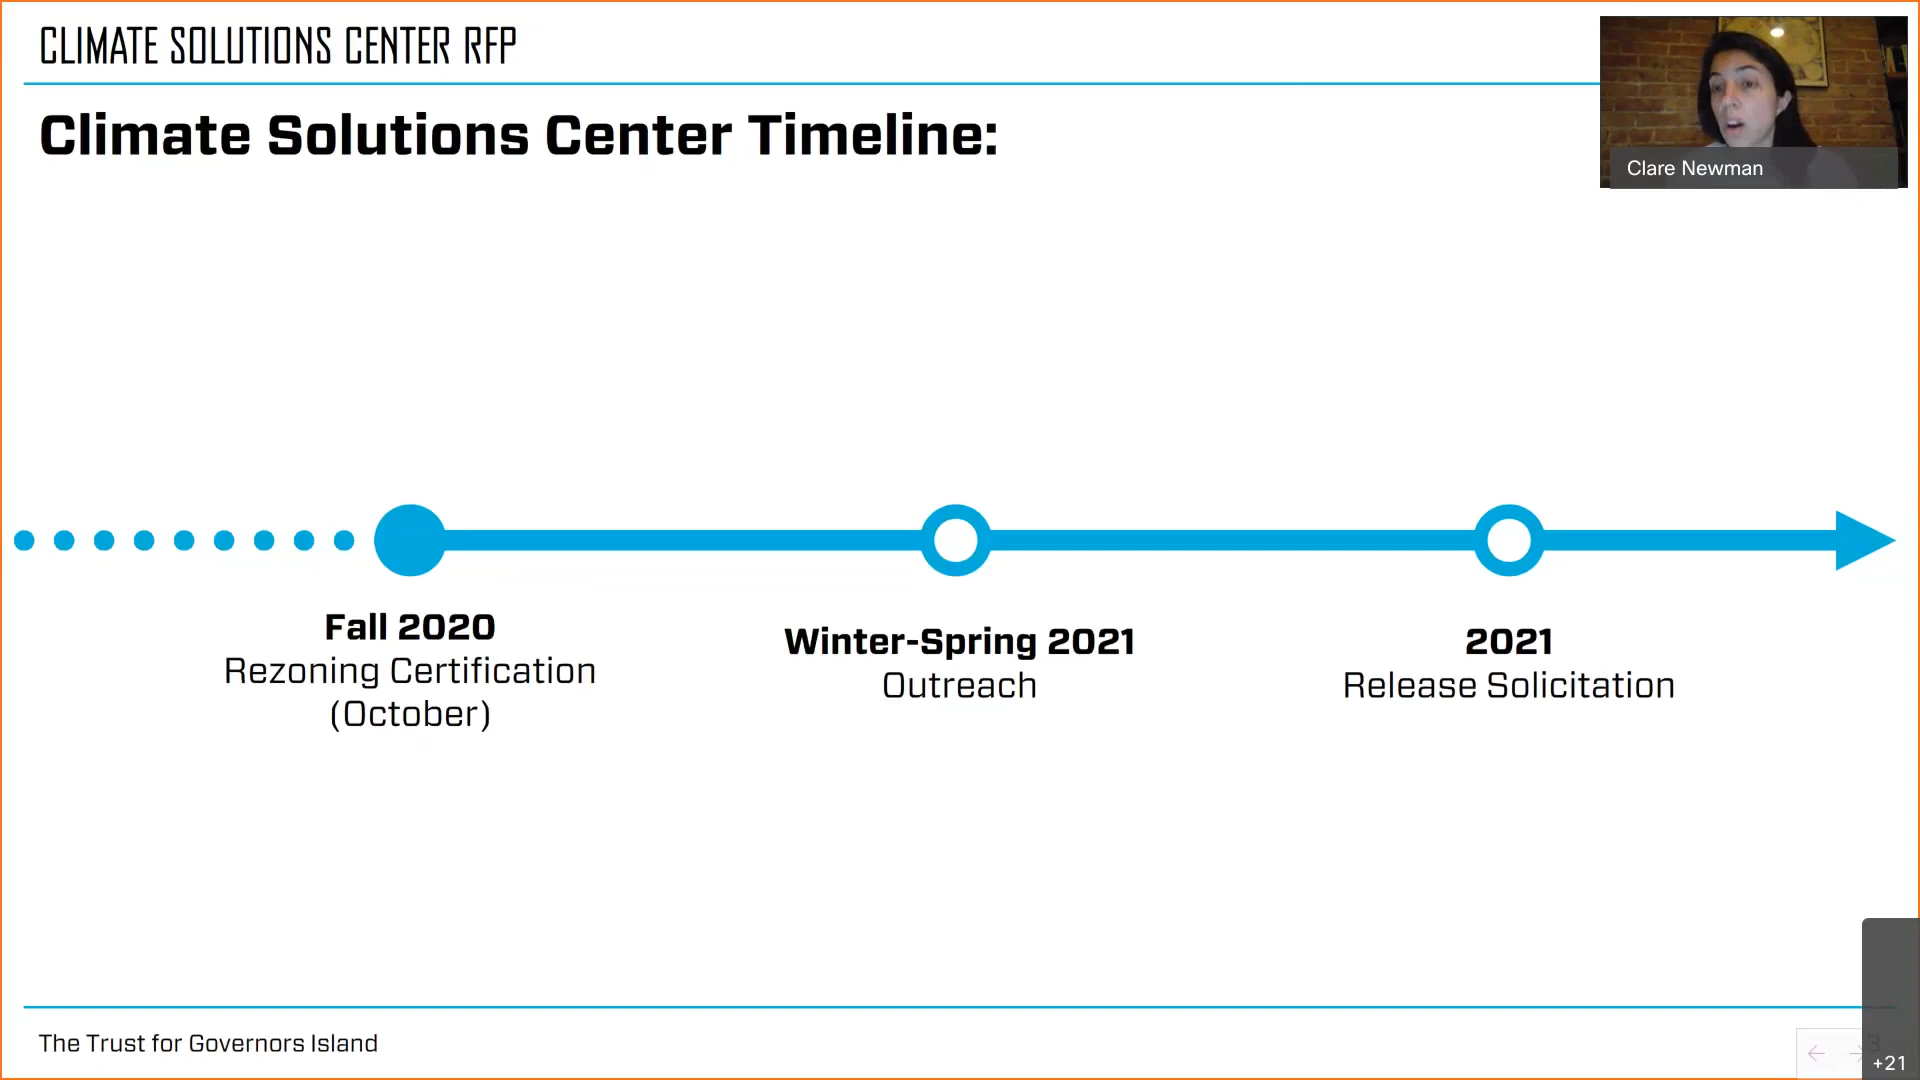 CLIMATE SOLUTIONS CENTER RFP
Climate Solutions Center Timeline:
Clare Newman
Fall 2020
Rezoning Certification
(October)
Winter-Spring 2021
Outreach
2021
Release Solicitation
The Trust for Governors Island
3
+21